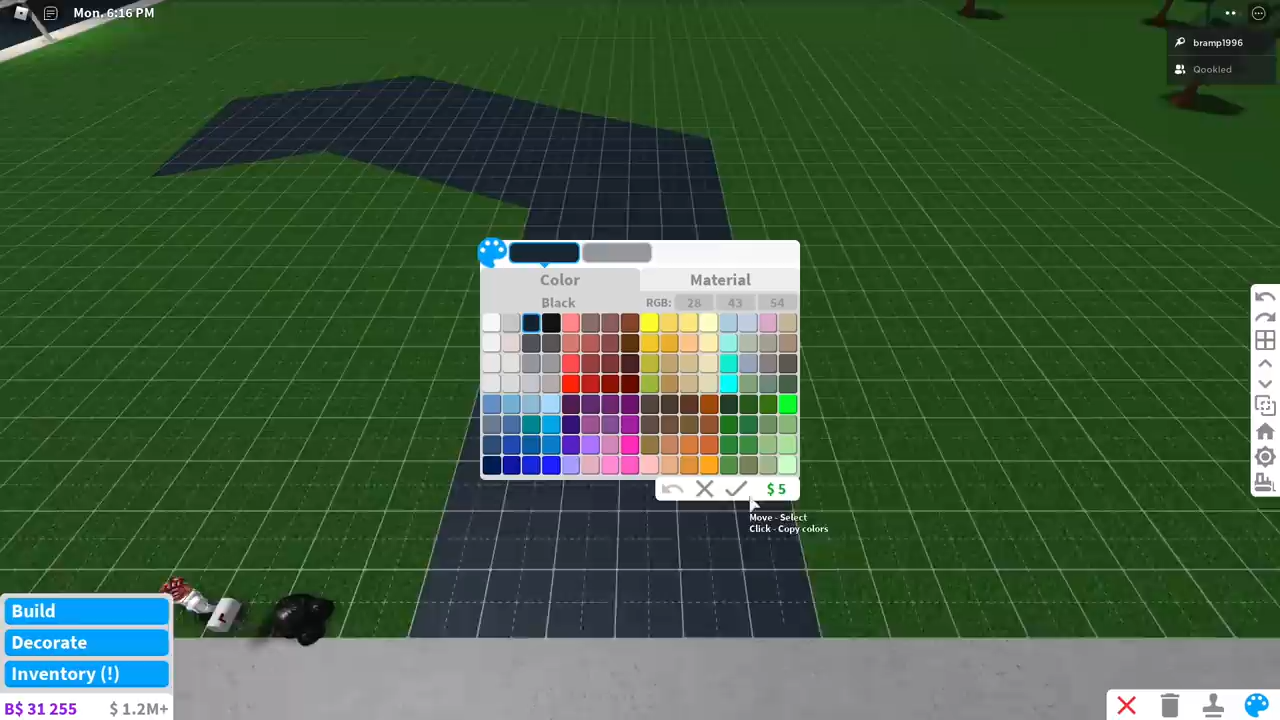 Mon. 6:16 PM
bramp1996
Qookled
Color
Material
Black
RGB: 28 43 54
$ 5
Move - Select
Click - Copy colors
Build
Decorate
Inventory (!)
B$ 31 255
$ 1.2M+